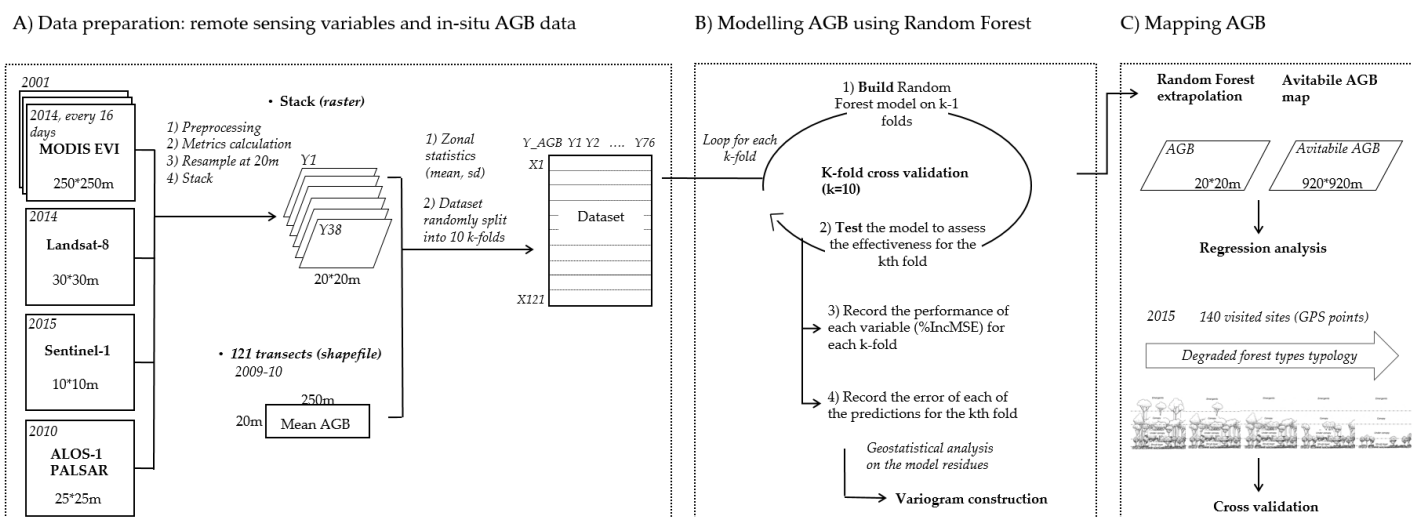 A) Data preparation: remote sensing variables and in-situ AGB data
2001
2014, every 16
days
MODIS EVI
250*250m
2014
Landsat-8
30*30m
2015
Sentinel-1
10*10m
2010
ALOS-1
PALSAR
25*25m
1) Preprocessing
2) Metrics calculation
3) Resample at 20m
4) Stack
• Stack (raster)
Y1
Y38
20*20m
• 121 transects (shapefile)
2009-10
250m
20m
Mean AGB
1) Zonal
statistics
(mean, sd)
2) Dataset
randomly split
into 10 k-folds
Y_AGB Y1 Y2 .... Y76
X1
Dataset
X121
B) Modelling AGB using Random Forest
Loop for each
k-fold
1) Build Random
Forest model on k-1
folds
K-fold cross validation
(k=10)
2) Test the model to assess
the effectiveness for the
kth fold
3) Record the performance of
each variable (%IncMSE) for
each k-fold
4) Record the error of each of
the predictions for the kth fold
Geostatistical analysis
on the model residues
Variogram construction
C) Mapping AGB
Random Forest
extrapolation
Avitabile AGB
map
AGB
20*20m
Avitabile AGB
920*920m
Regression analysis
2015 140 visited sites (GPS points)
Degraded forest types typology
Cross validation